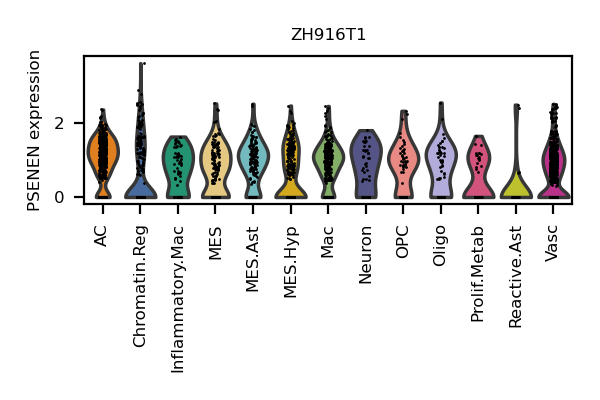 ZH916T1
PSENEN expression
2
0
AC
Chromatin.Reg
Inflammatory.Mac
MES
MES.Ast
MES.Hyp
Mac
Neuron
OPC
Oligo
Prolif.Metab
Reactive.Ast
Vasc